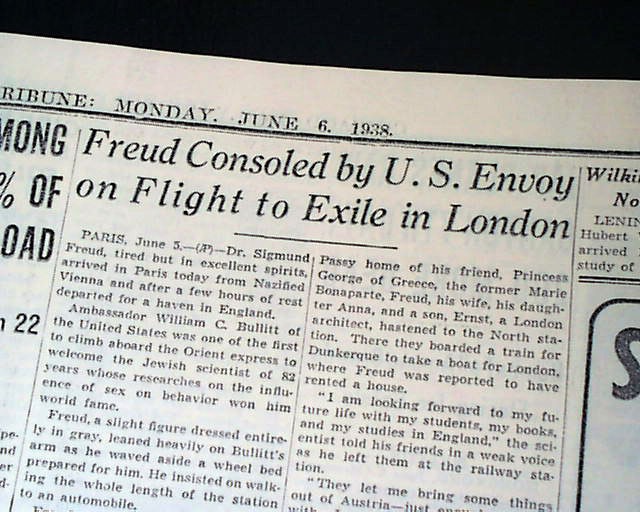 RIBUNE: MONDAY, JUNE 6, 1938.
MONG
% OF
OAD
n 22
Freud Consoled by U. S. Envoy
on Flight to Exile in London
PARIS, June 5.—(AP)—Dr. Sigmund
Freud, tired but in excellent spirits,
arrived in Paris today from Nazified
Vienna and after a few hours of rest
departed for a haven in England.
Ambassador William C. Bullitt of
the United States was one of the first
to climb aboard the Orient express to
welcome the Jewish scientist of 82
years whose researches on the influ-
ence of sex on behavior won him
world fame.
Freud, a slight figure dressed entire-
ly in gray, leaned heavily on Bullitt's
arm as he waved aside a wheel bed
prepared for him. He insisted on walk-
ing the whole length of the station
to an automobile.
Passy home of his friend, Princess
George of Greece, the former Marie
Bonaparte, Freud, his wife, his daugh-
ter Anna, and a son, Ernst, a London
architect, hastened to the North sta-
tion. There they boarded a train for
Dunkerque to take a boat for London,
where Freud was reported to have
rented a house.
"I am looking forward to my fu-
ture life with my students, my books,
and my studies in England," the sci-
entist told his friends in a weak voice
as he left them at the railway sta-
tion.
"They let me bring some things
out of Austria—just
Wilki
No
LENIN
Hubert
arrived
study of
S